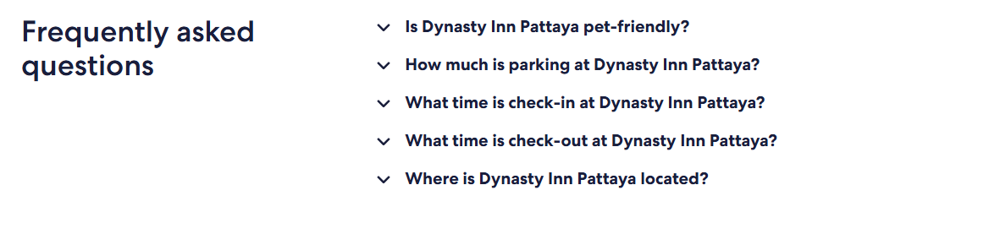 Frequently asked
questions
Is Dynasty Inn Pattaya pet-friendly?
How much is parking at Dynasty Inn Pattaya?
What time is check-in at Dynasty Inn Pattaya?
What time is check-out at Dynasty Inn Pattaya?
Where is Dynasty Inn Pattaya located?